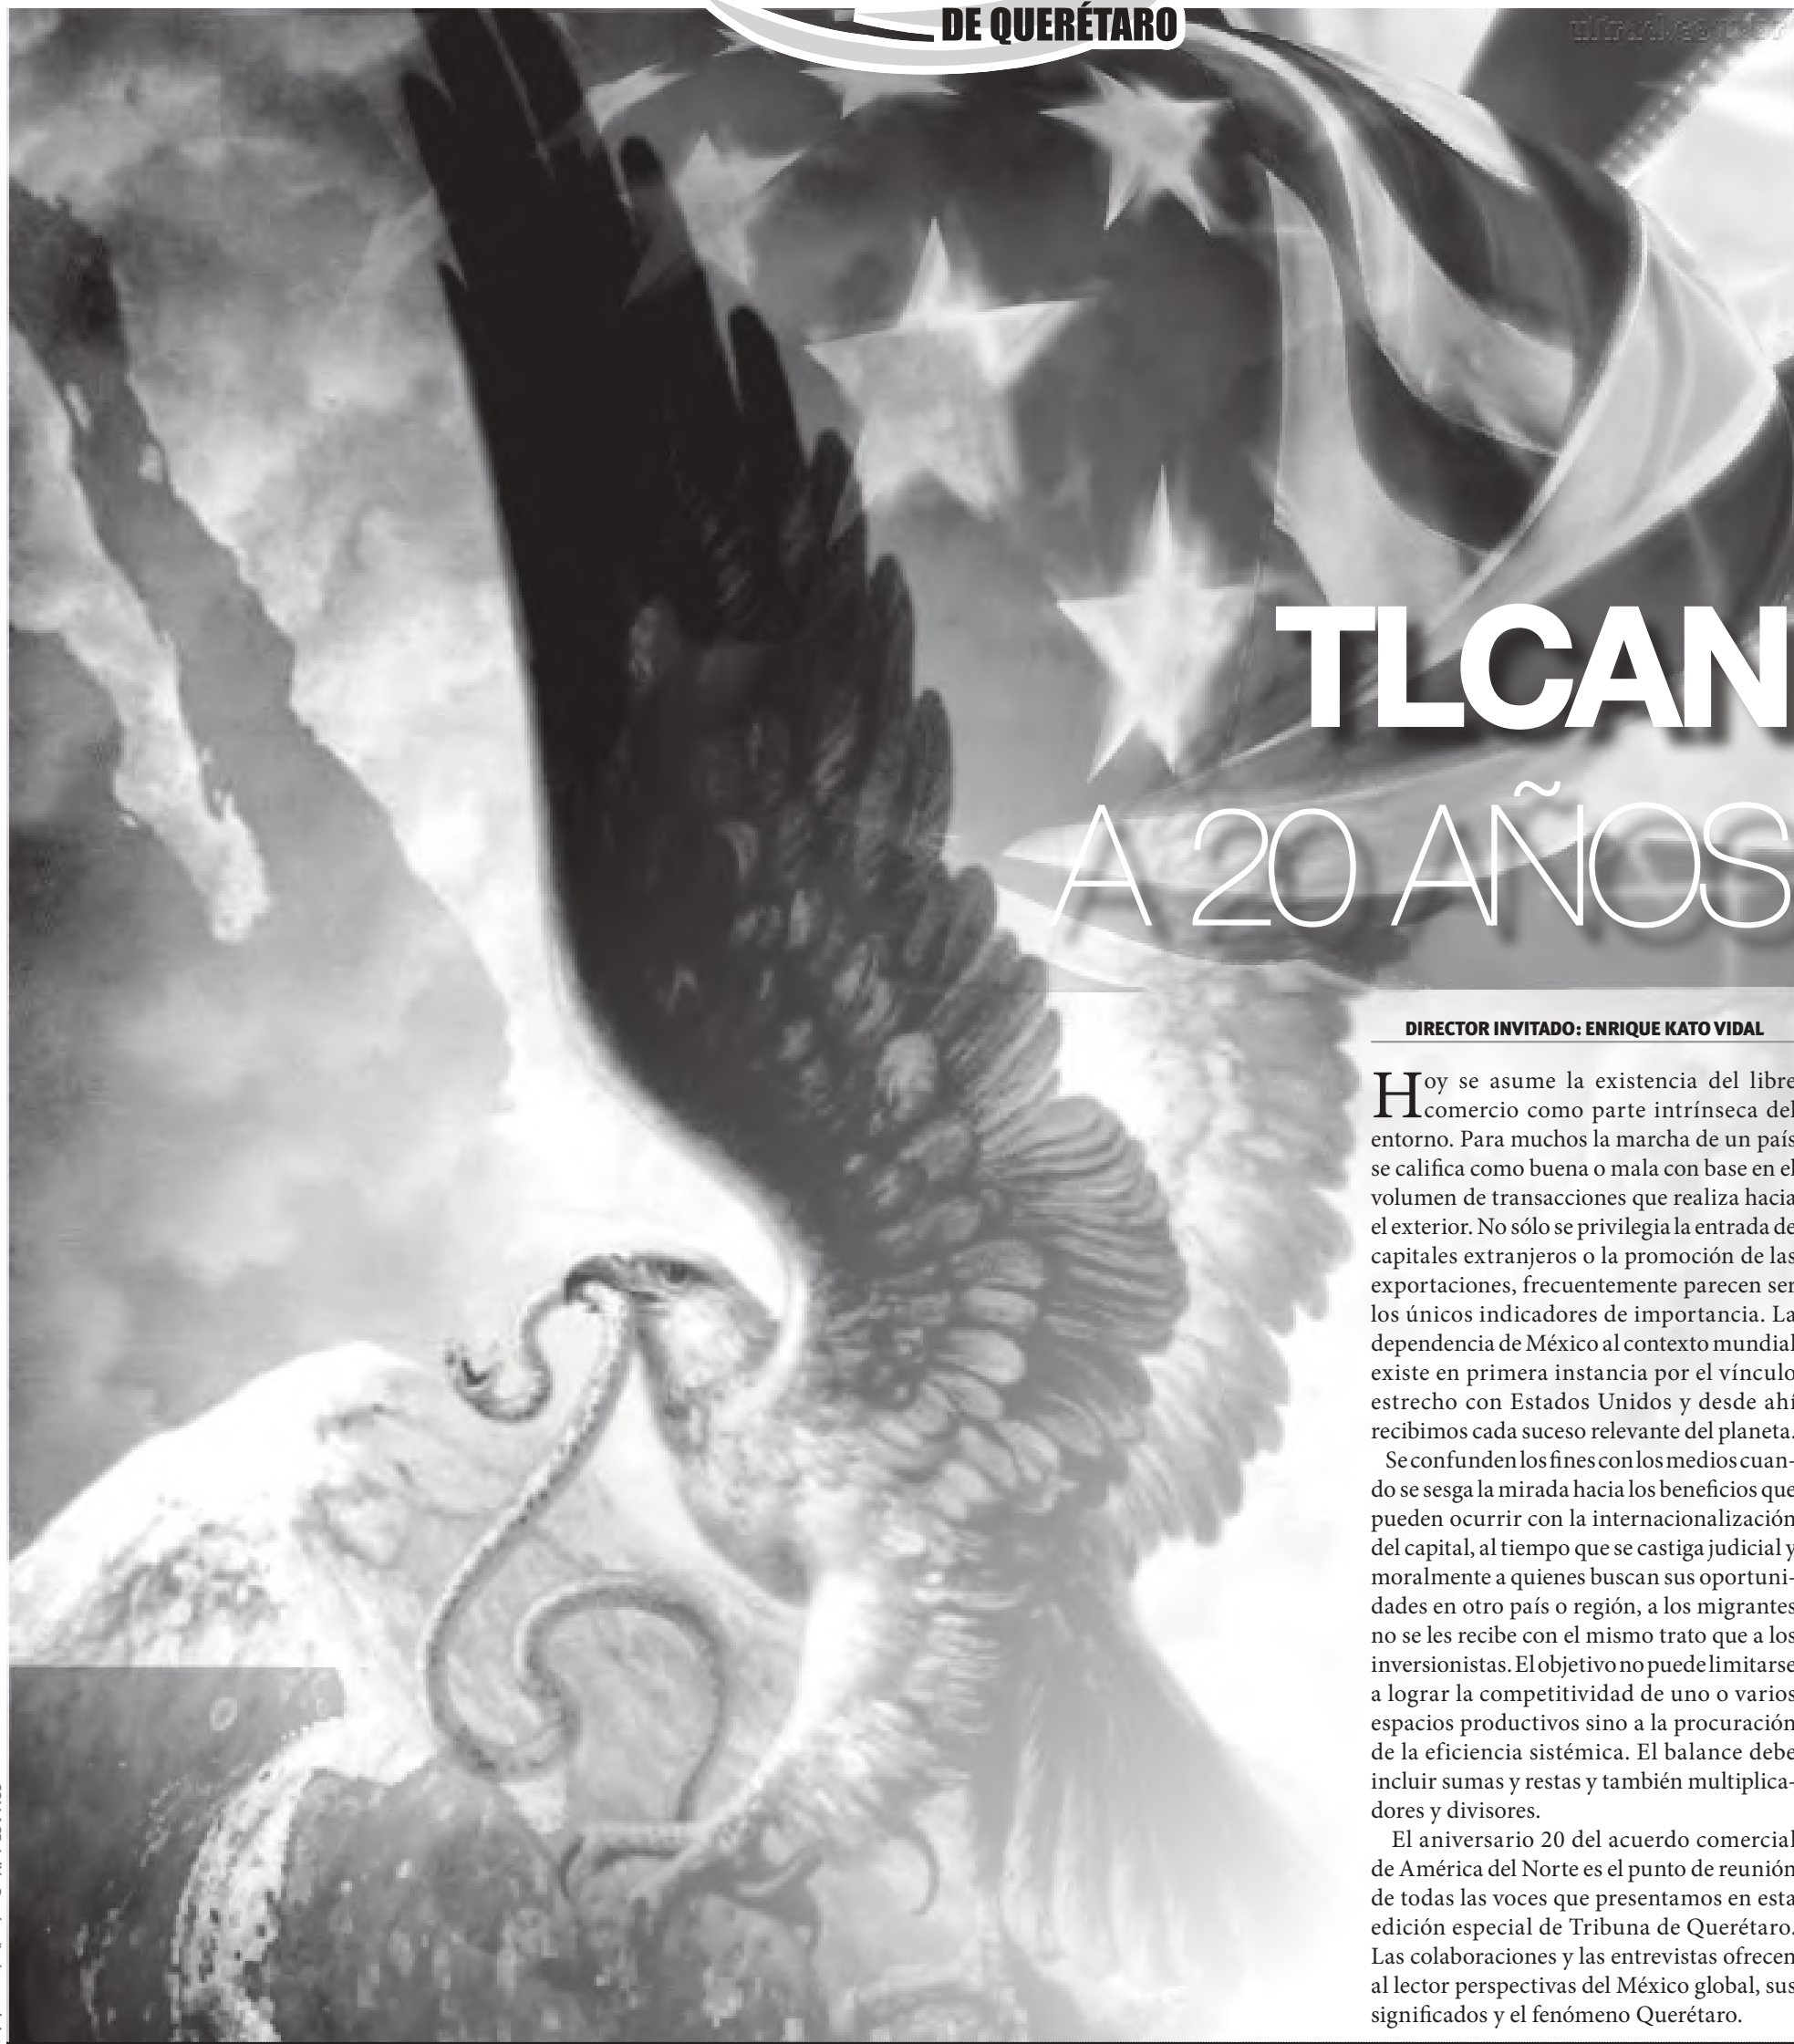 DE QUERÉTARO
TLCAN
A 20 AÑOS
DIRECTOR INVITADO: ENRIQUE KATO VIDAL
Hoy se asume la existencia del libre
comercio como parte intrínseca del
entorno. Para muchos la marcha de un país
se califica como buena o mala con base en el
volumen de transacciones que realiza hacia
el exterior. No sólo se privilegia la entrada de
capitales extranjeros o la promoción de las
exportaciones, frecuentemente parecen ser
los únicos indicadores de importancia. La
dependencia de México al contexto mundial
existe en primera instancia por el vínculo
estrecho con Estados Unidos y desde ahí
recibimos cada suceso relevante del planeta.
Se confunden los fines con los medios cuan-
do se sesga la mirada hacia los beneficios que
pueden ocurrir con la internacionalización
del capital, al tiempo que se castiga judicial y
moralmente a quienes buscan sus oportuni-
dades en otro país o región, a los migrantes
no se les recibe con el mismo trato que a los
inversionistas. El objetivo no puede limitarse
a lograr la competitividad de uno o varios
espacios productivos sino a la procuración
de la eficiencia sistémica. El balance debe
incluir sumas y restas y también multiplica-
dores y divisores.
El aniversario 20 del acuerdo comercial
de América del Norte es el punto de reunión
de todas las voces que presentamos en esta
edición especial de Tribuna de Querétaro.
Las colaboraciones y las entrevistas ofrecen
al lector perspectivas del México global, sus
significados y el fenómeno Querétaro.